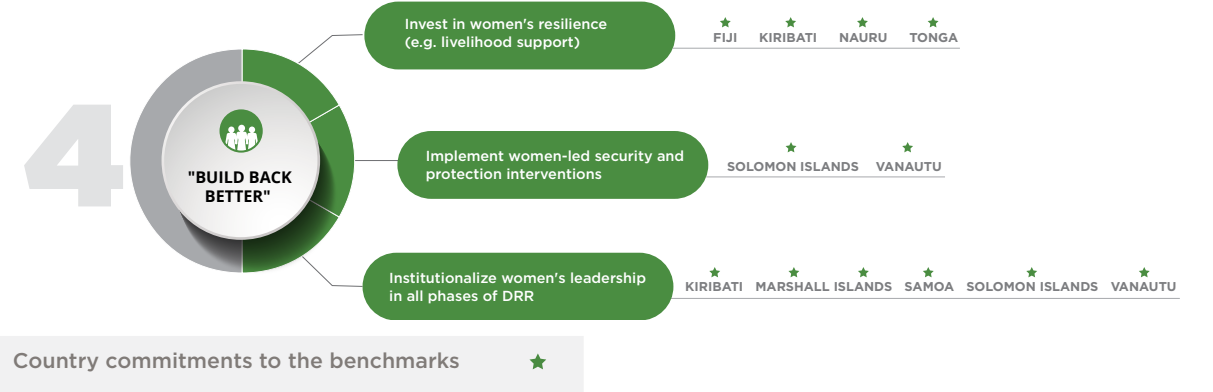 4
"BUILD BACK
BETTER"
Invest in women's resilience
(e.g. livelihood support)
FIJI KIRIBATI NAURU TONGA
Implement women-led security and
protection interventions
SOLOMON ISLANDS VANAUTU
Institutionalize women's leadership
in all phases of DRR
KIRIBATI MARSHALL ISLANDS SAMOA SOLOMON ISLANDS VANAUTU
Country commitments to the benchmarks